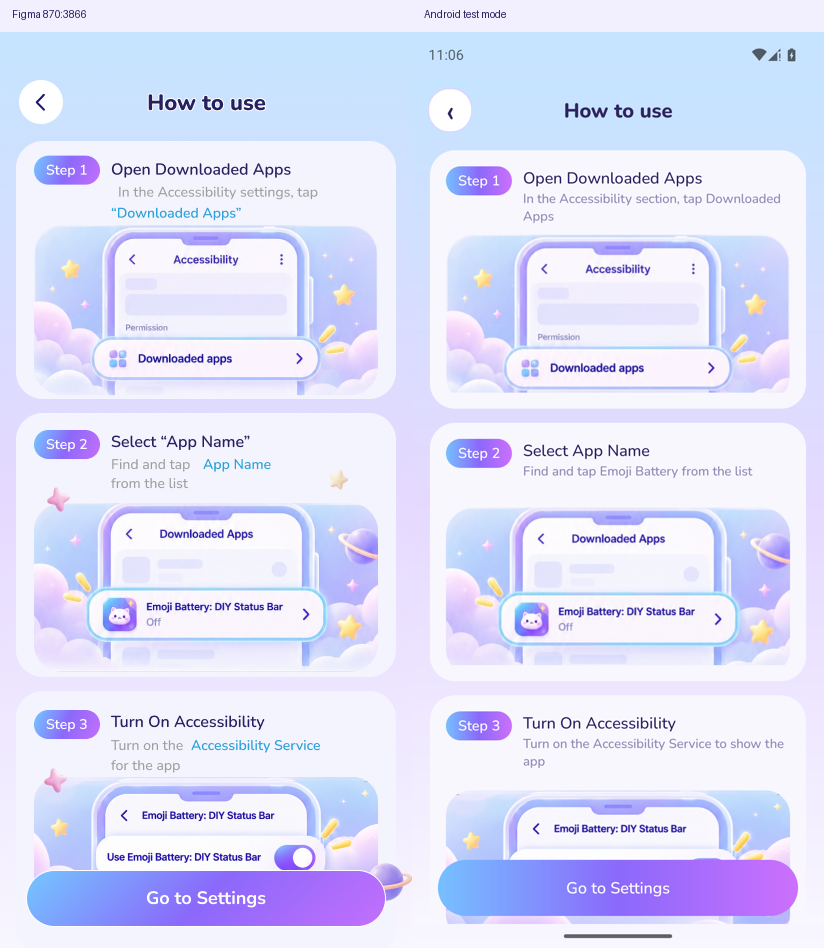 Figma 870:3866
How to use
Step 1
Open Downloaded Apps
In the Accessibility settings, tap
“Downloaded Apps”
Accessibility
Permission
Downloaded apps
Step 2
Select “App Name”
Find and tap App Name
from the list
Downloaded Apps
Emoji Battery: DIY Status Bar
Off
Step 3
Turn On Accessibility
Turn on the Accessibility Service
for the app
Emoji Battery: DIY Status Bar
Use Emoji Battery: DIY Status Bar
Go to Settings
Android test mode
11:06
How to use
Step 1
Open Downloaded Apps
In the Accessibility section, tap Downloaded
Apps
Accessibility
Permission
Downloaded apps
Step 2
Select App Name
Find and tap Emoji Battery from the list
Downloaded Apps
Emoji Battery: DIY Status Bar
Off
Step 3
Turn On Accessibility
Turn on the Accessibility Service to show the
app
Emoji Battery: DIY Status Bar
Go to Settings